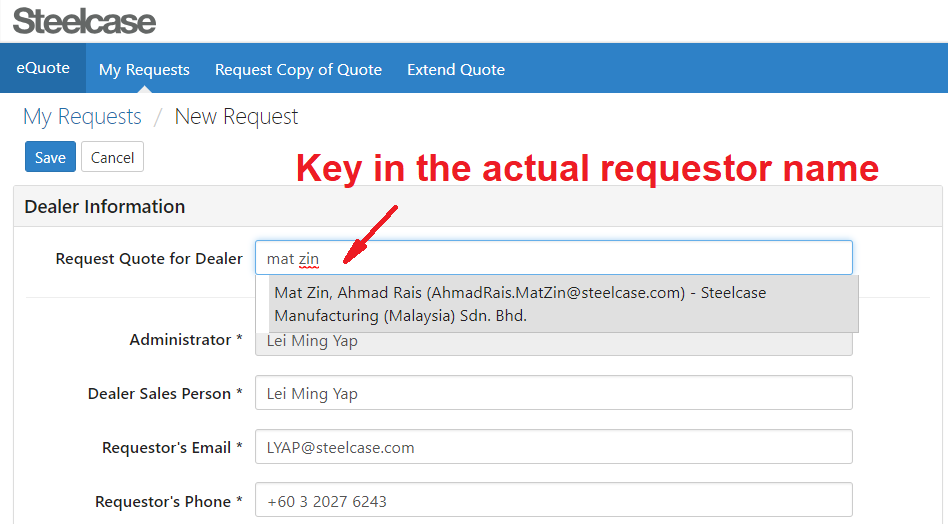 Steelcase
eQuote My Requests Request Copy of Quote Extend Quote
My Requests / New Request
Save Cancel
Key in the actual requestor name
Dealer Information
Request Quote for Dealer mat zin
Mat Zin, Ahmad Rais (AhmadRais.MatZin@steelcase.com) - Steelcase
Manufacturing (Malaysia) Sdn. Bhd.
Administrator * Lei Ming Yap
Dealer Sales Person * Lei Ming Yap
Requestor's Email * LYAP@steelcase.com
Requestor's Phone * +60 3 2027 6243